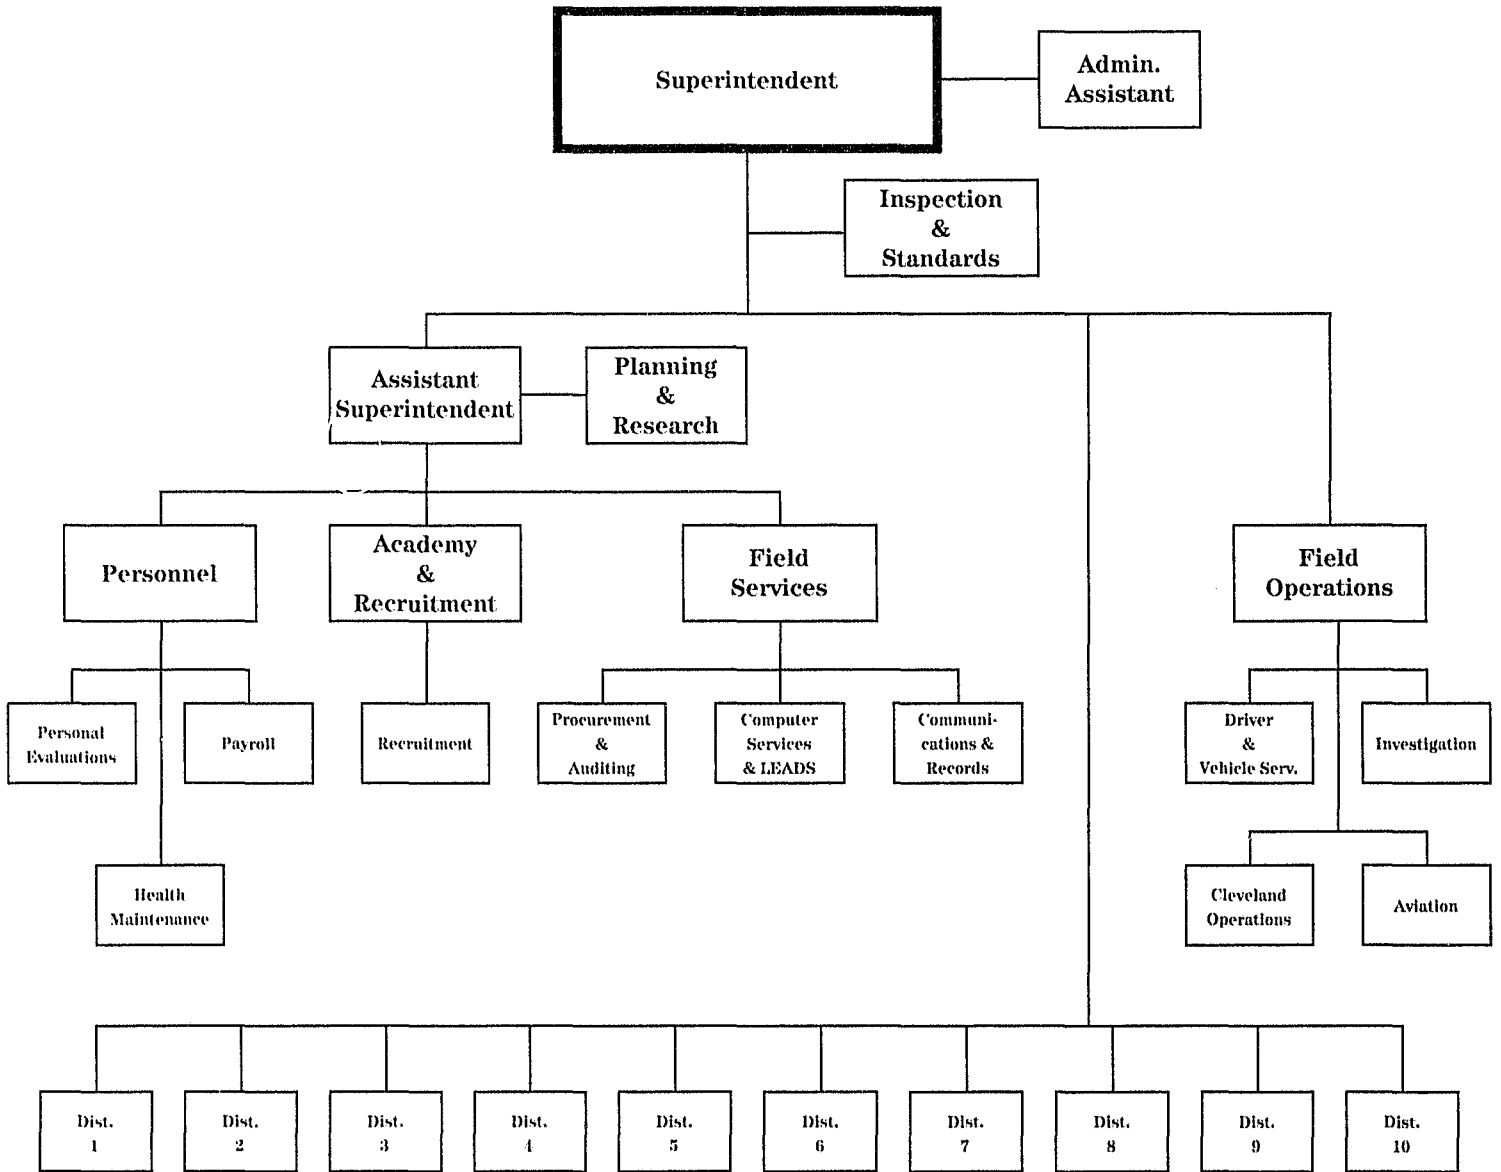 Superintendent
Admin.
Assistant
Inspection
&
Standards
Assistant
Superintendent
Planning
&
Research
Personnel
Academy
&
Recruitment
Field
Services
Field
Operations
Personal
Evaluations
Payroll
Recruitment
Procurement
&
Auditing
Computer
Services
& LEADS
Communi-
cations &
Records
Driver
&
Vehicle Serv.
Investigation
Health
Maintenance
Cleveland
Operations
Aviation
Dist.
1
Dist.
2
Dist.
3
Dist.
4
Dist.
5
Dist.
6
Dist.
7
Dist.
8
Dist.
9
Dist.
10